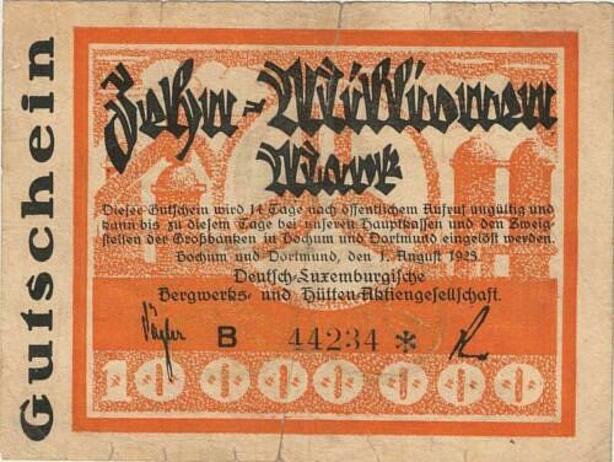 Gutschein
Zehn-Millionen
Mark
Dieser Gutschein wird 14 Tage nach öffentlichem Aufruf ungültig und
kann bis zu diesem Tage bei unseren Hauptkassen und den Zweig-
stellen der Großbanken in Bochum und Dortmund eingelöst werden.
Bochum und Dortmund, den 1. August 1923.
Deutsch-Luxemburgische
Bergwerks- und Hütten-Aktiengesellschaft.
B 44234 *
10000000